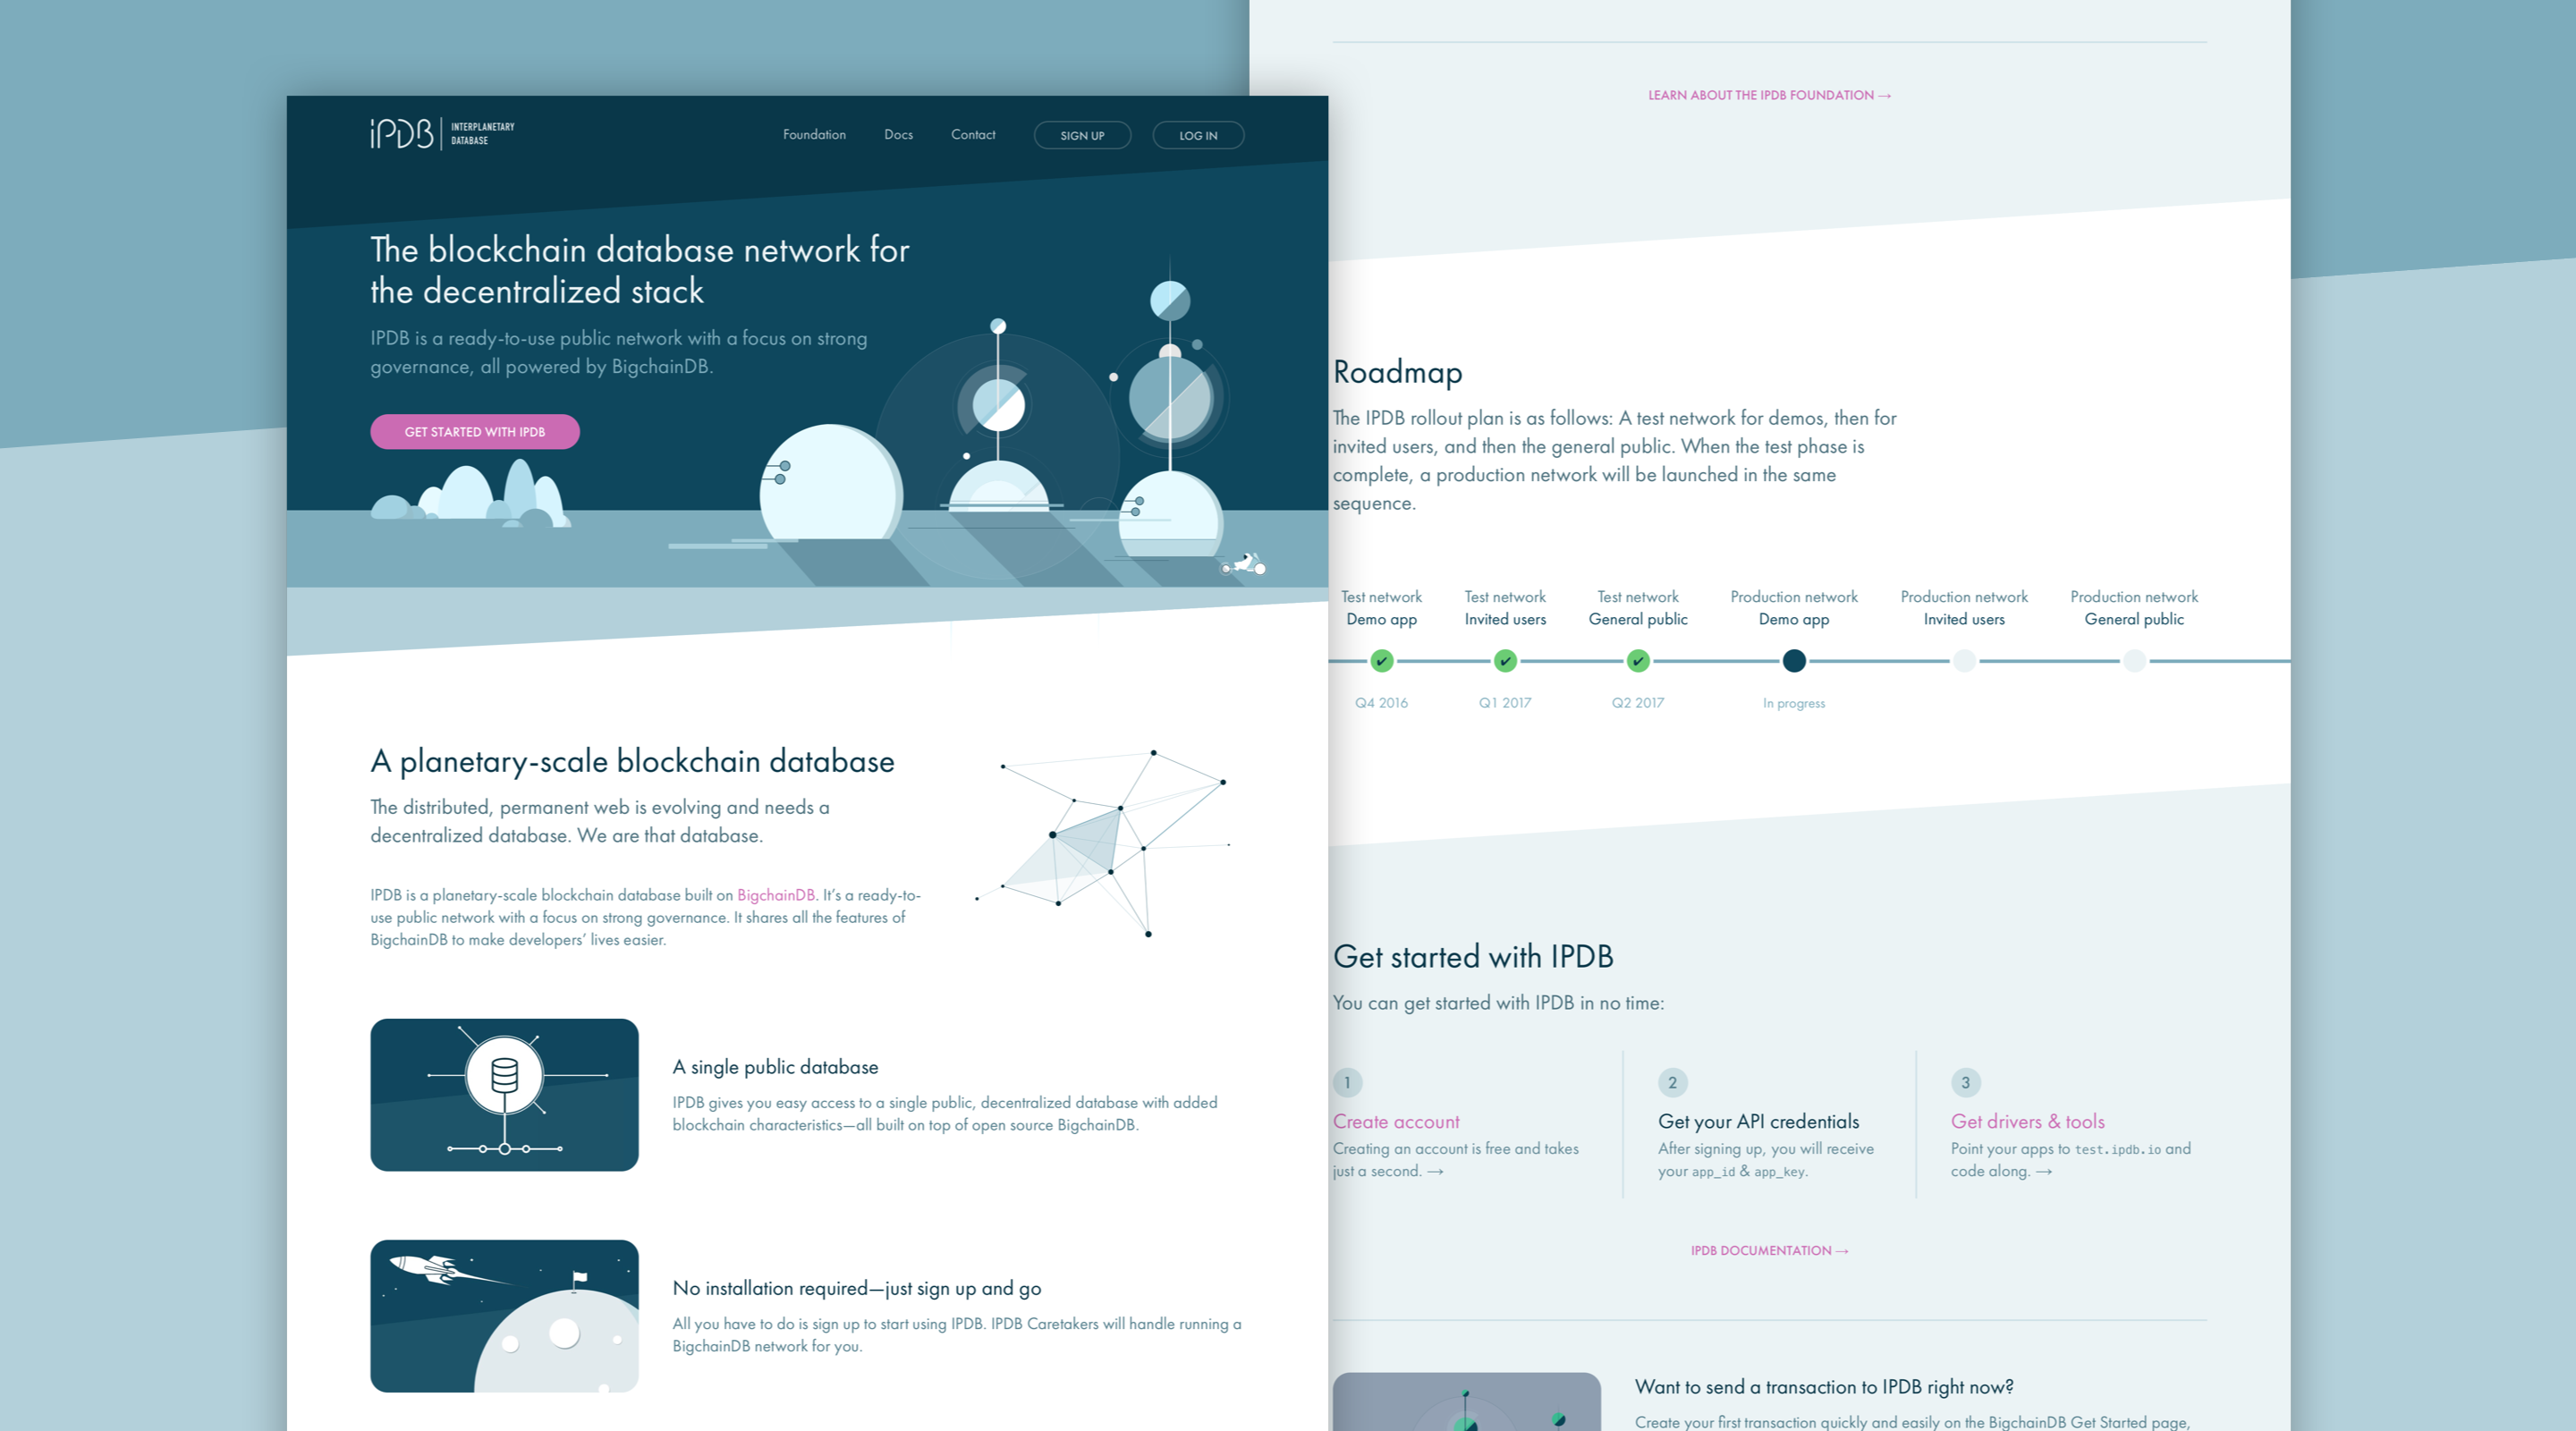 iPDB INTERPLANETARY
DATABASE
Foundation Docs Contact SIGN UP LOG IN
The blockchain database network for
the decentralized stack
IPDB is a ready-to-use public network with a focus on strong
governance, all powered by BigchainDB.
GET STARTED WITH IPDB
A planetary-scale blockchain database
The distributed, permanent web is evolving and needs a
decentralized database. We are that database.
IPDB is a planetary-scale blockchain database built on BigchainDB. It’s a ready-to-
use public network with a focus on strong governance. It shares all the features of
BigchainDB to make developers’ lives easier.
A single public database
IPDB gives you easy access to a single public, decentralized database with added
blockchain characteristics—all built on top of open source BigchainDB.
No installation required—just sign up and go
All you have to do is sign up to start using IPDB. IPDB Caretakers will handle running a
BigchainDB network for you.
LEARN ABOUT THE IPDB FOUNDATION →
Roadmap
The IPDB rollout plan is as follows: A test network for demos, then for
invited users, and then the general public. When the test phase is
complete, a production network will be launched in the same
sequence.
Test network Test network Test network Production network Production network Production network
Demo app Invited users General public Demo app Invited users General public
✔ ✔ ✔
Q4 2016 Q1 2017 Q2 2017 In progress
Get started with IPDB
You can get started with IPDB in no time:
1
Create account
Creating an account is free and takes
just a second. →
2
Get your API credentials
After signing up, you will receive
your app_id & app_key.
3
Get drivers & tools
Point your apps to test.ipdb.io and
code along. →
IPDB DOCUMENTATION →
Want to send a transaction to IPDB right now?
Create your first transaction quickly and easily on the BigchainDB Get Started page,